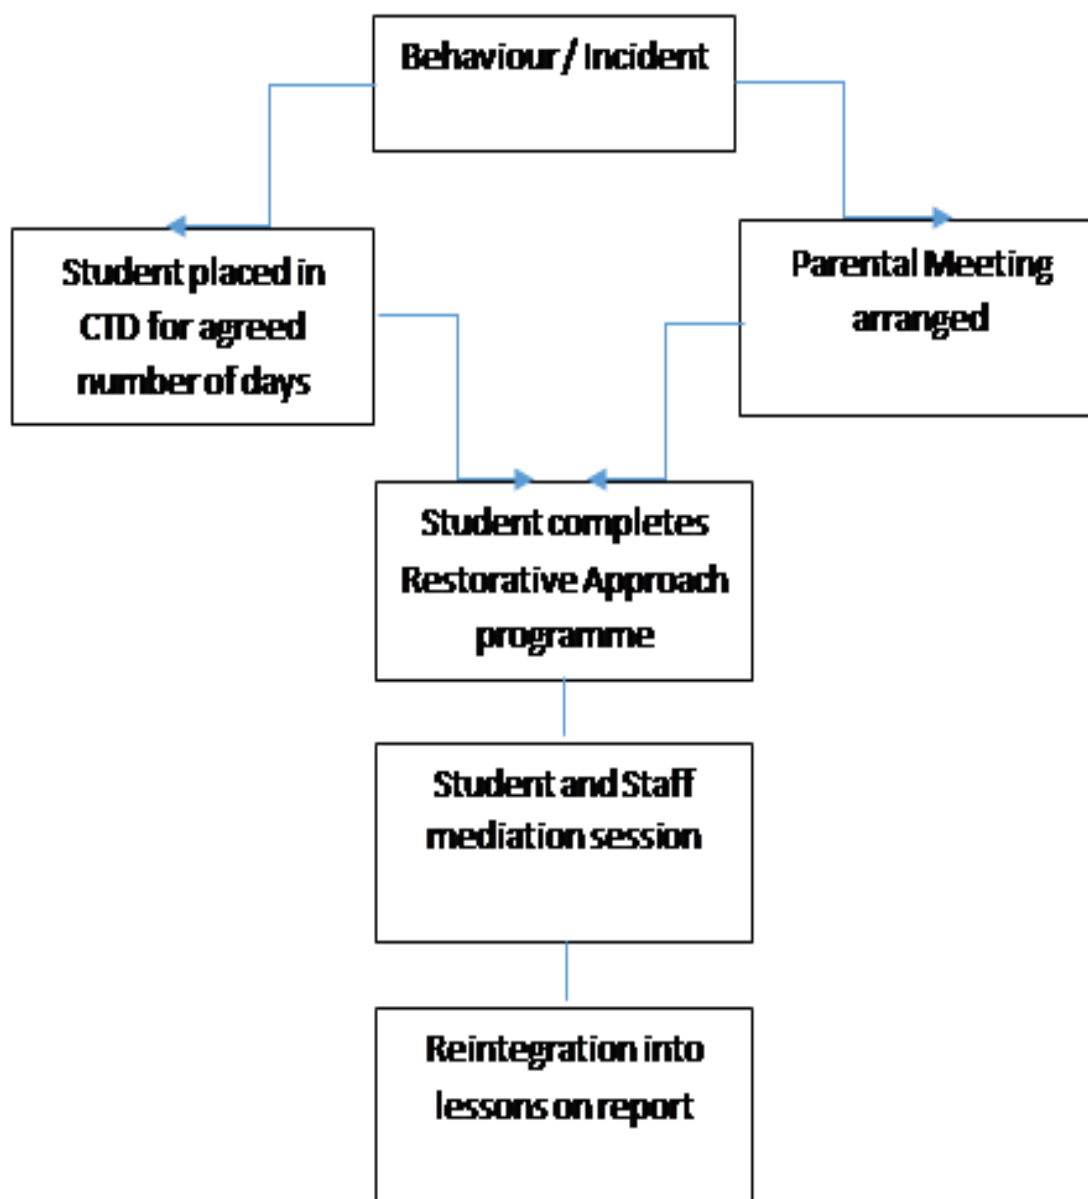 Behaviour / Incident
Student placed in
CTD for agreed
number of days
Parental Meeting
arranged
Student completes
Restorative Approach
programme
Student and Staff
mediation session
Reintegration into
lessons on report